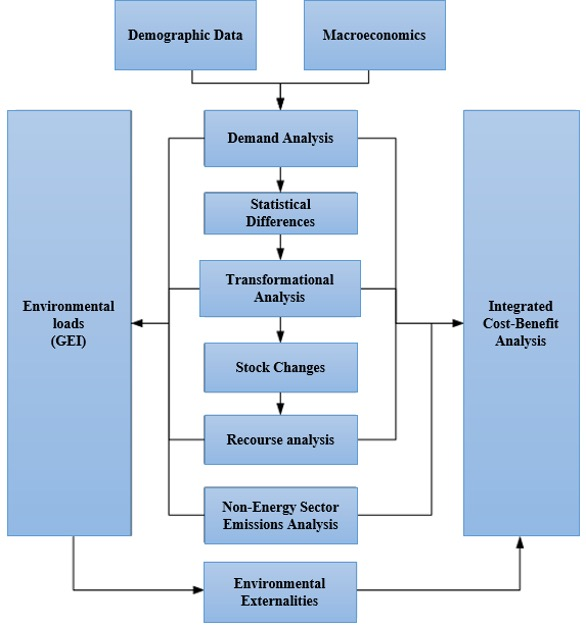 Demographic Data
Macroeconomics
Demand Analysis
Statistical
Differences
Transformational
Analysis
Environmental
loads
(GEI)
Integrated
Cost-Benefit
Analysis
Stock Changes
Recourse analysis
Non-Energy Sector
Emissions Analysis
Environmental
Externalities